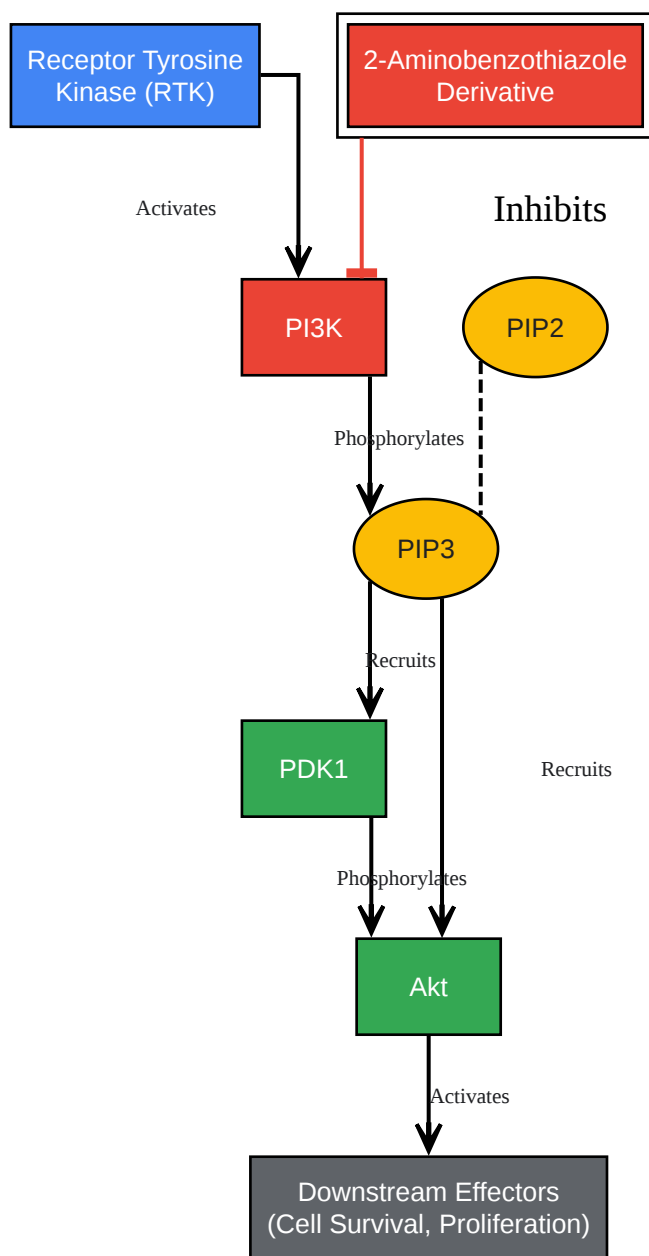 Receptor Tyrosine
Kinase (RTK)
2-Aminobenzothiazole
Derivative
Activates
Inhibits
PI3K
PIP2
Phosphorylates
PIP3
Recruits
PDK1
Recruits
Phosphorylates
Akt
Activates
Downstream Effectors
(Cell Survival, Proliferation)